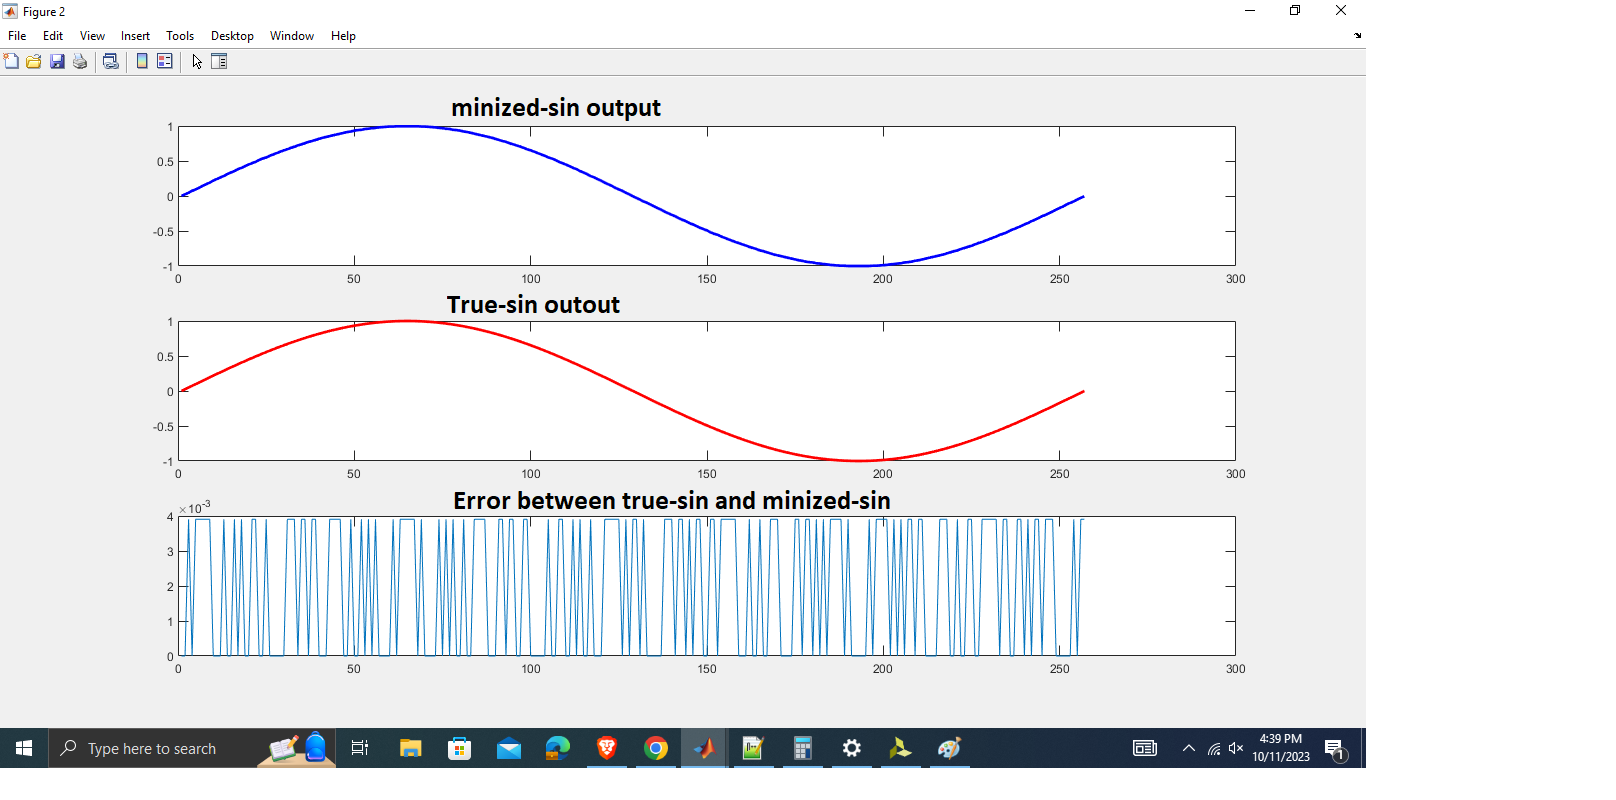 Figure 2
File Edit View Insert Tools Desktop Window Help
minized-sin output
1
0.5
0
-0.5
-1
0 50 100 150 200 250 300
True-sin outout
1
0.5
0
-0.5
-1
0 50 100 150 200 250 300
Error between true-sin and minized-sin
×10-3
4
3
2
1
0
0 50 100 150 200 250 300
Type here to search
4:39 PM
10/11/2023
1